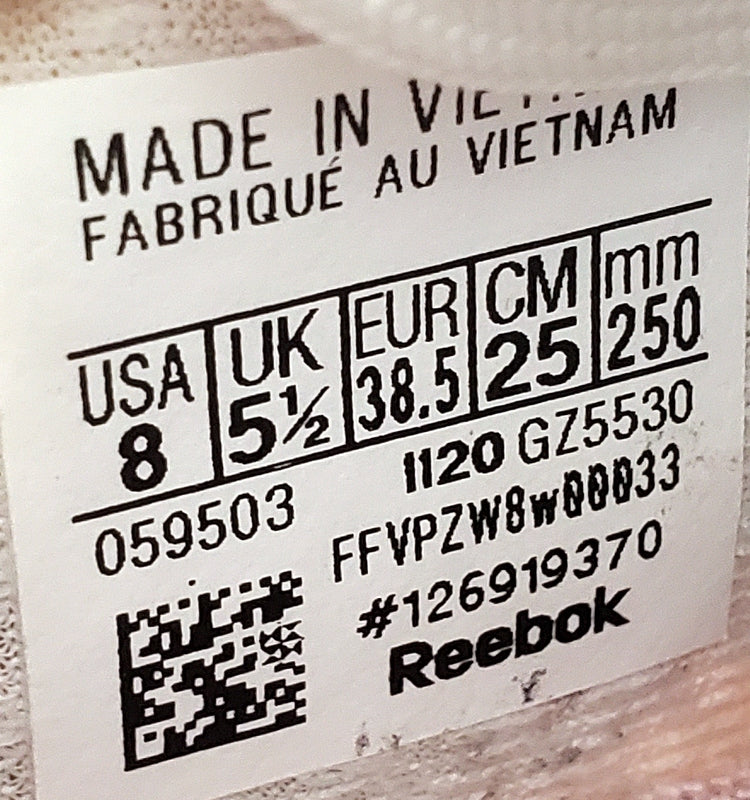 MADE IN
FABRIQUÉ AU VIETNAM
USA UK EUR CM mm
8 5½ 38.5 25 250
059503 1120 GZ5530
FFVPZW8w00033
#126919370
Reebok